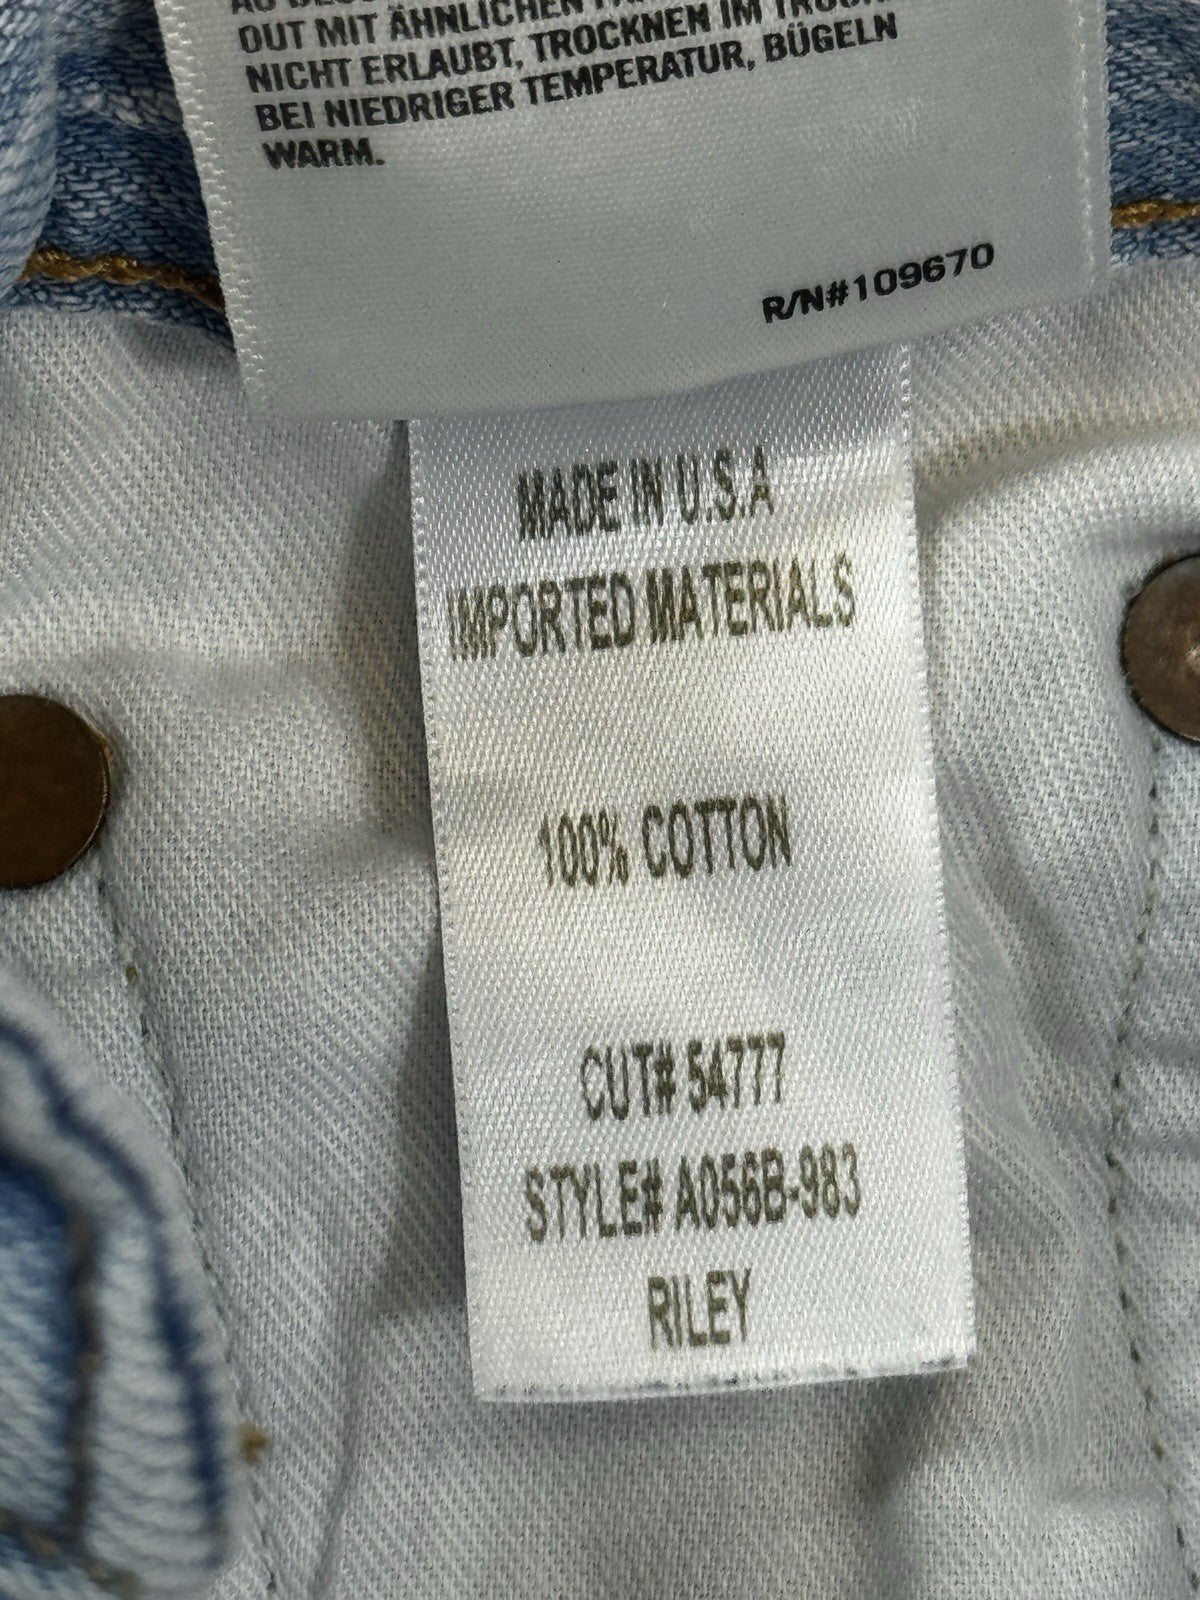 OUT MIT ÄHNLICHEN
NICHT ERLAUBT, TROCKNEN IM
BEI NIEDRIGER TEMPERATUR, BÜGELN
WARM.
R/N#109670
MADE IN U.S.A
IMPORTED MATERIALS
100% COTTON
CUT# 54777
STYLE# A056B-983
RILEY